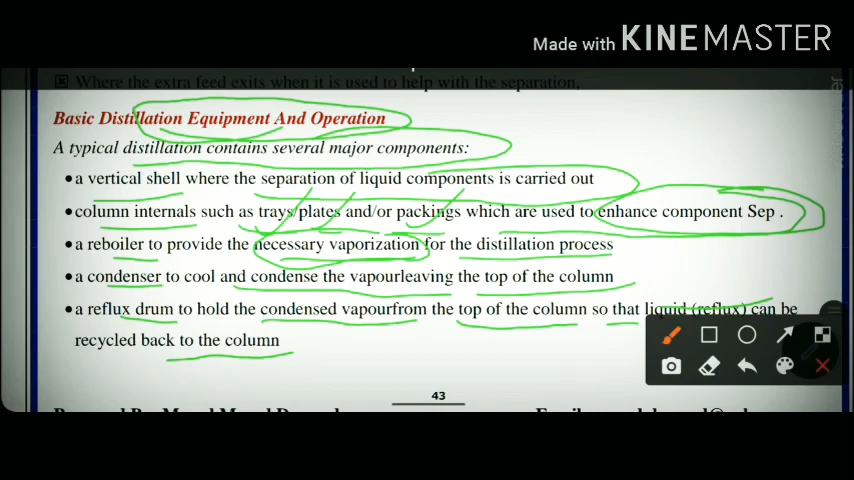 Made with KINEMASTER
☒ Where the extra feed exits when it is used to help with the separation,
Basic Distillation Equipment And Operation
A typical distillation contains several major components:
• a vertical shell where the separation of liquid components is carried out
• column internals such as trays/plates and/or packings which are used to enhance component Sep .
• a reboiler to provide the necessary vaporization for the distillation process
• a condenser to cool and condense the vapourleaving the top of the column
• a reflux drum to hold the condensed vapourfrom the top of the column so that liquid (reflux) can be
recycled back to the column
43